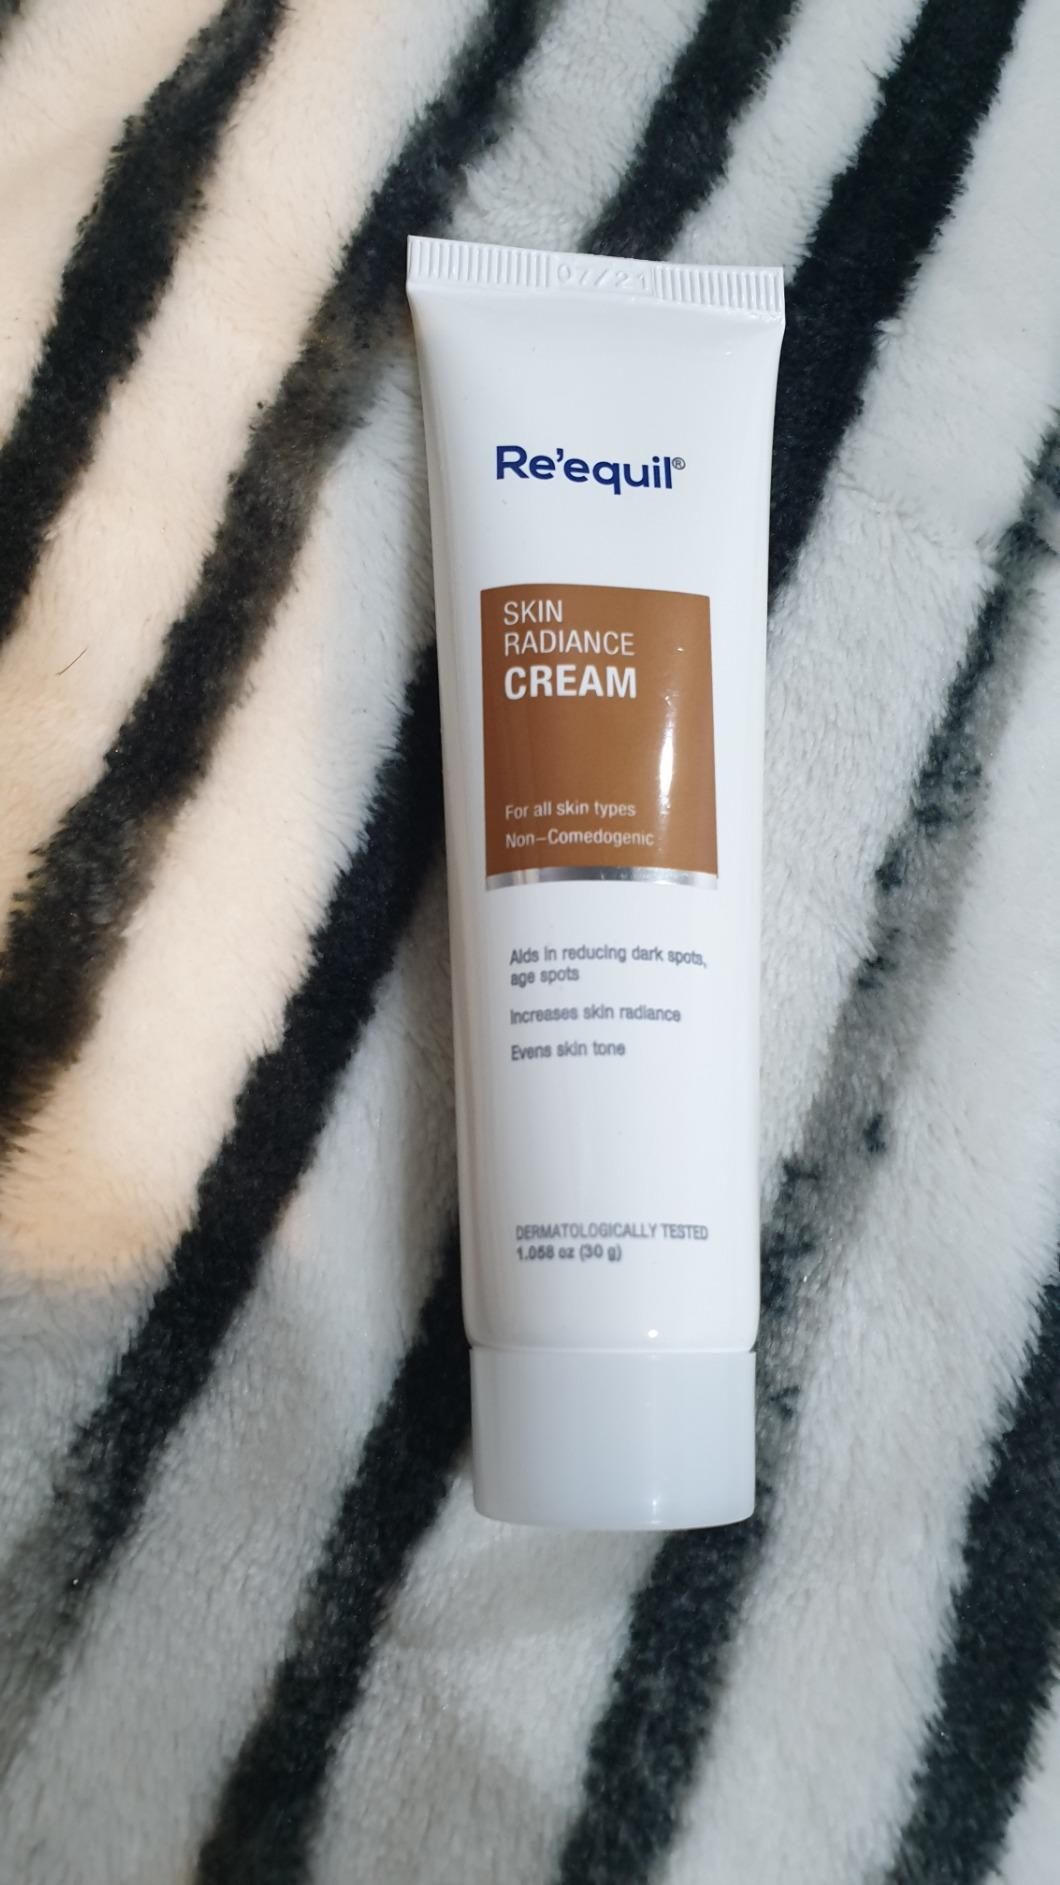 07/21
Re'equil®
SKIN
RADIANCE
CREAM
For all skin types
Non-Comedogenic
Aids in reducing dark spots,
age spots
Increases skin radiance
Evens skin tone
DERMATOLOGICALLY TESTED
1.058 oz (30 g)